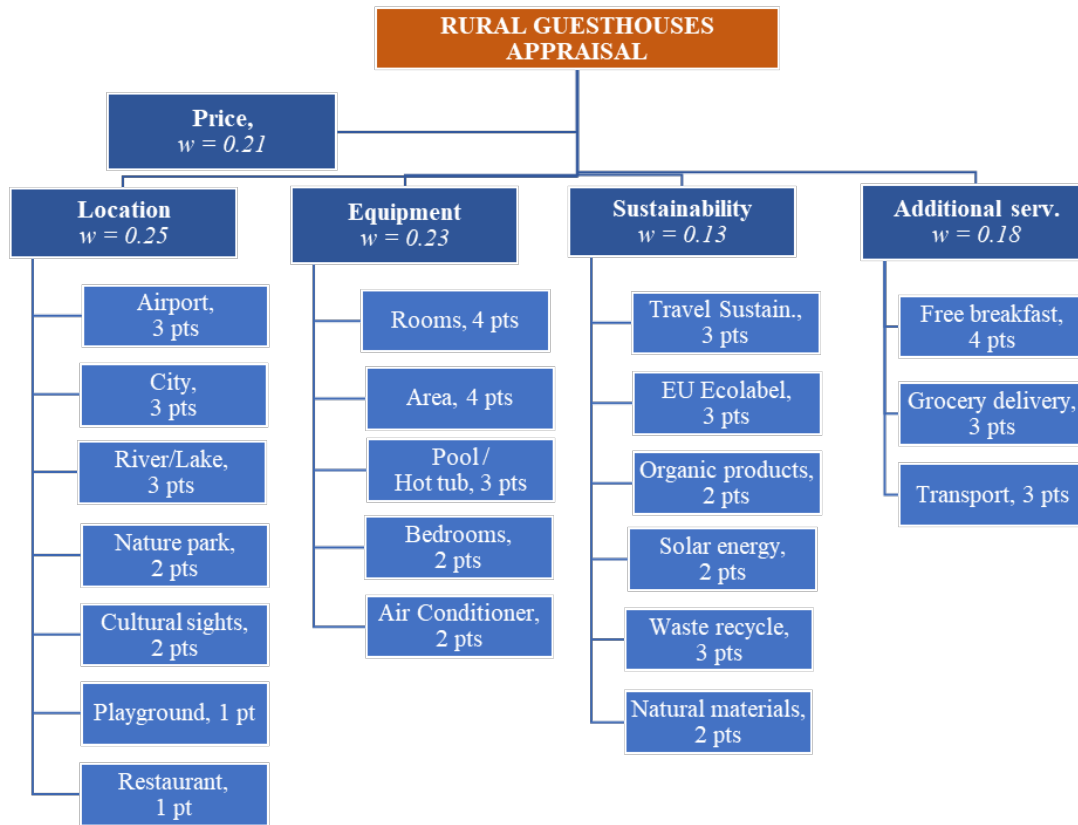 RURAL GUESTHOUSES
APPRAISAL
Price,
w = 0.21
Location
w = 0.25
Airport,
3 pts
City,
3 pts
River/Lake,
3 pts
Nature park,
2 pts
Cultural sights,
2 pts
Playground, 1 pt
Restaurant,
1 pt
Equipment
w = 0.23
Rooms, 4 pts
Area, 4 pts
Pool /
Hot tub, 3 pts
Bedrooms,
2 pts
Air Conditioner,
2 pts
Sustainability
w = 0.13
Travel Sustain.,
3 pts
EU Ecolabel,
3 pts
Organic products,
2 pts
Solar energy,
2 pts
Waste recycle,
3 pts
Natural materials,
2 pts
Additional serv.
w = 0.18
Free breakfast,
4 pts
Grocery delivery,
3 pts
Transport, 3 pts